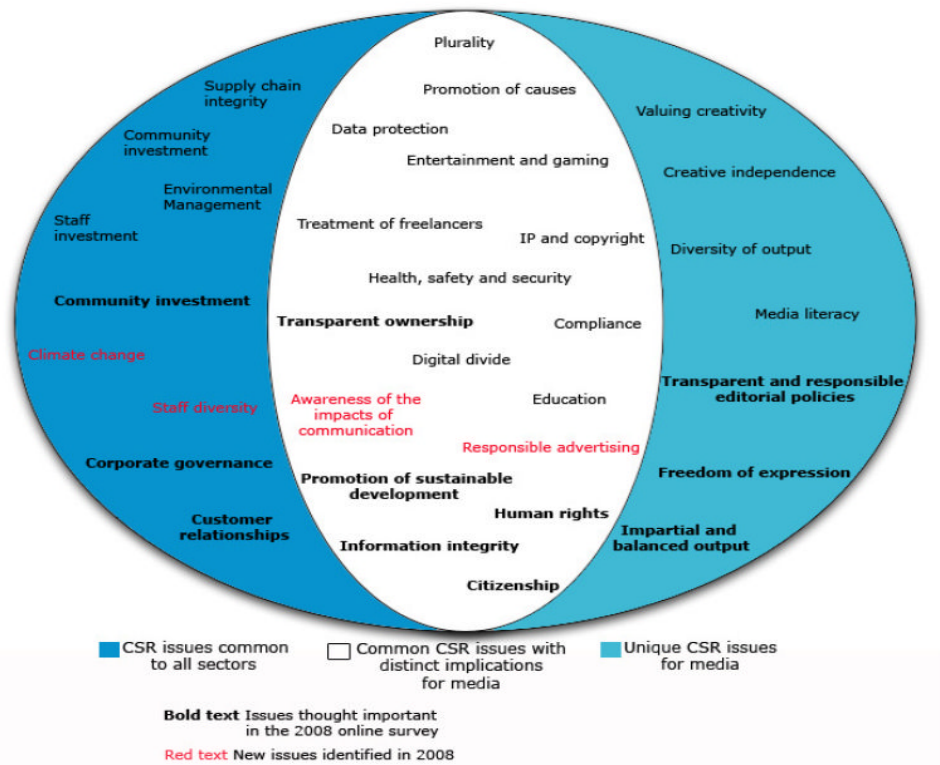 Plurality
Supply chain
integrity
Promotion of causes
Valuing creativity
Data protection
Community
investment
Entertainment and gaming
Creative independence
Environmental
Management
Staff
investment
Treatment of freelancers
IP and copyright
Diversity of output
Health, safety and security
Community investment
Transparent ownership
Compliance
Media literacy
Climate change
Digital divide
Transparent and responsible
editorial policies
Staff diversity
Awareness of the
impacts of
communication
Education
Responsible advertising
Corporate governance
Promotion of sustainable
development
Freedom of expression
Customer
relationships
Human rights
Impartial and
balanced output
Information integrity
Citizenship
CSR issues common
to all sectors
Common CSR issues with
distinct implications
for media
Unique CSR issues
for media
Bold text Issues thought important
in the 2008 online survey
Red text New issues identified in 2008